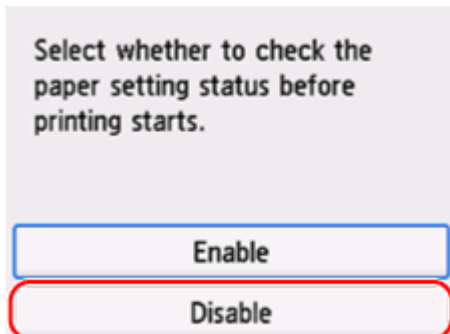 Select whether to check the
paper setting status before
printing starts.
Enable
Disable